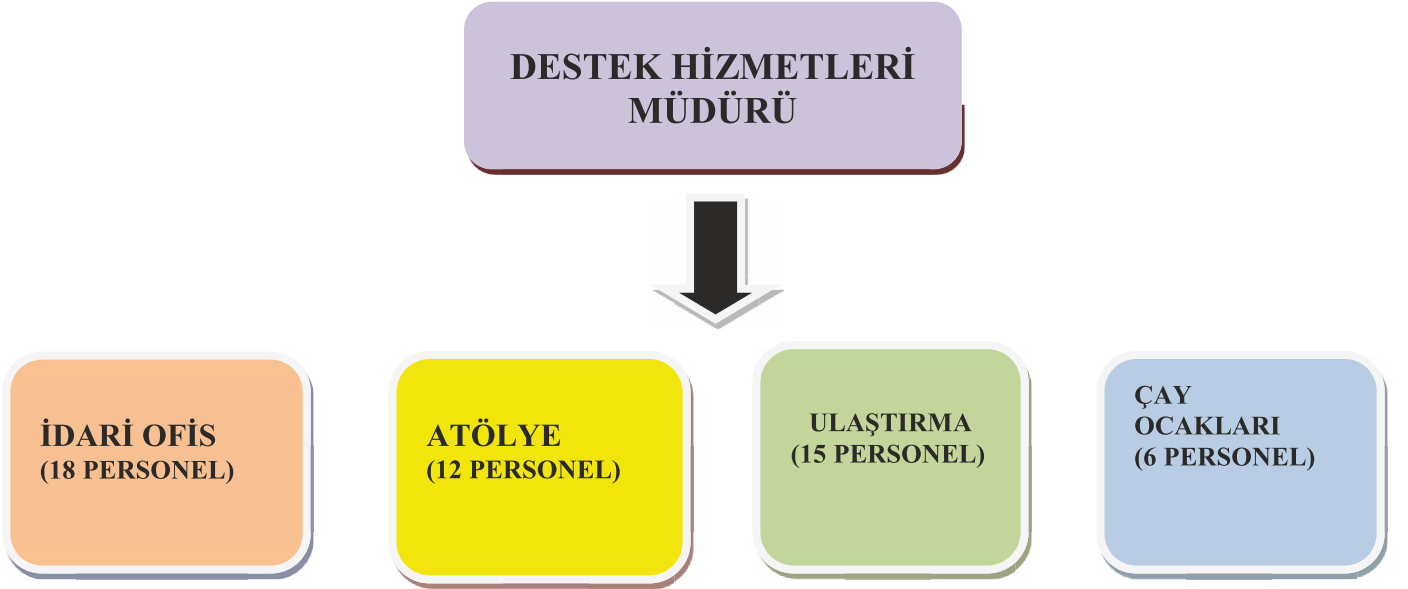 DESTEK HİZMETLERİ
MÜDÜRÜ
İDARİ OFİS
(18 PERSONEL)
ATÖLYE
(12 PERSONEL)
ULAŞTIRMA
(15 PERSONEL)
ÇAY
OCAKLARI
(6 PERSONEL)